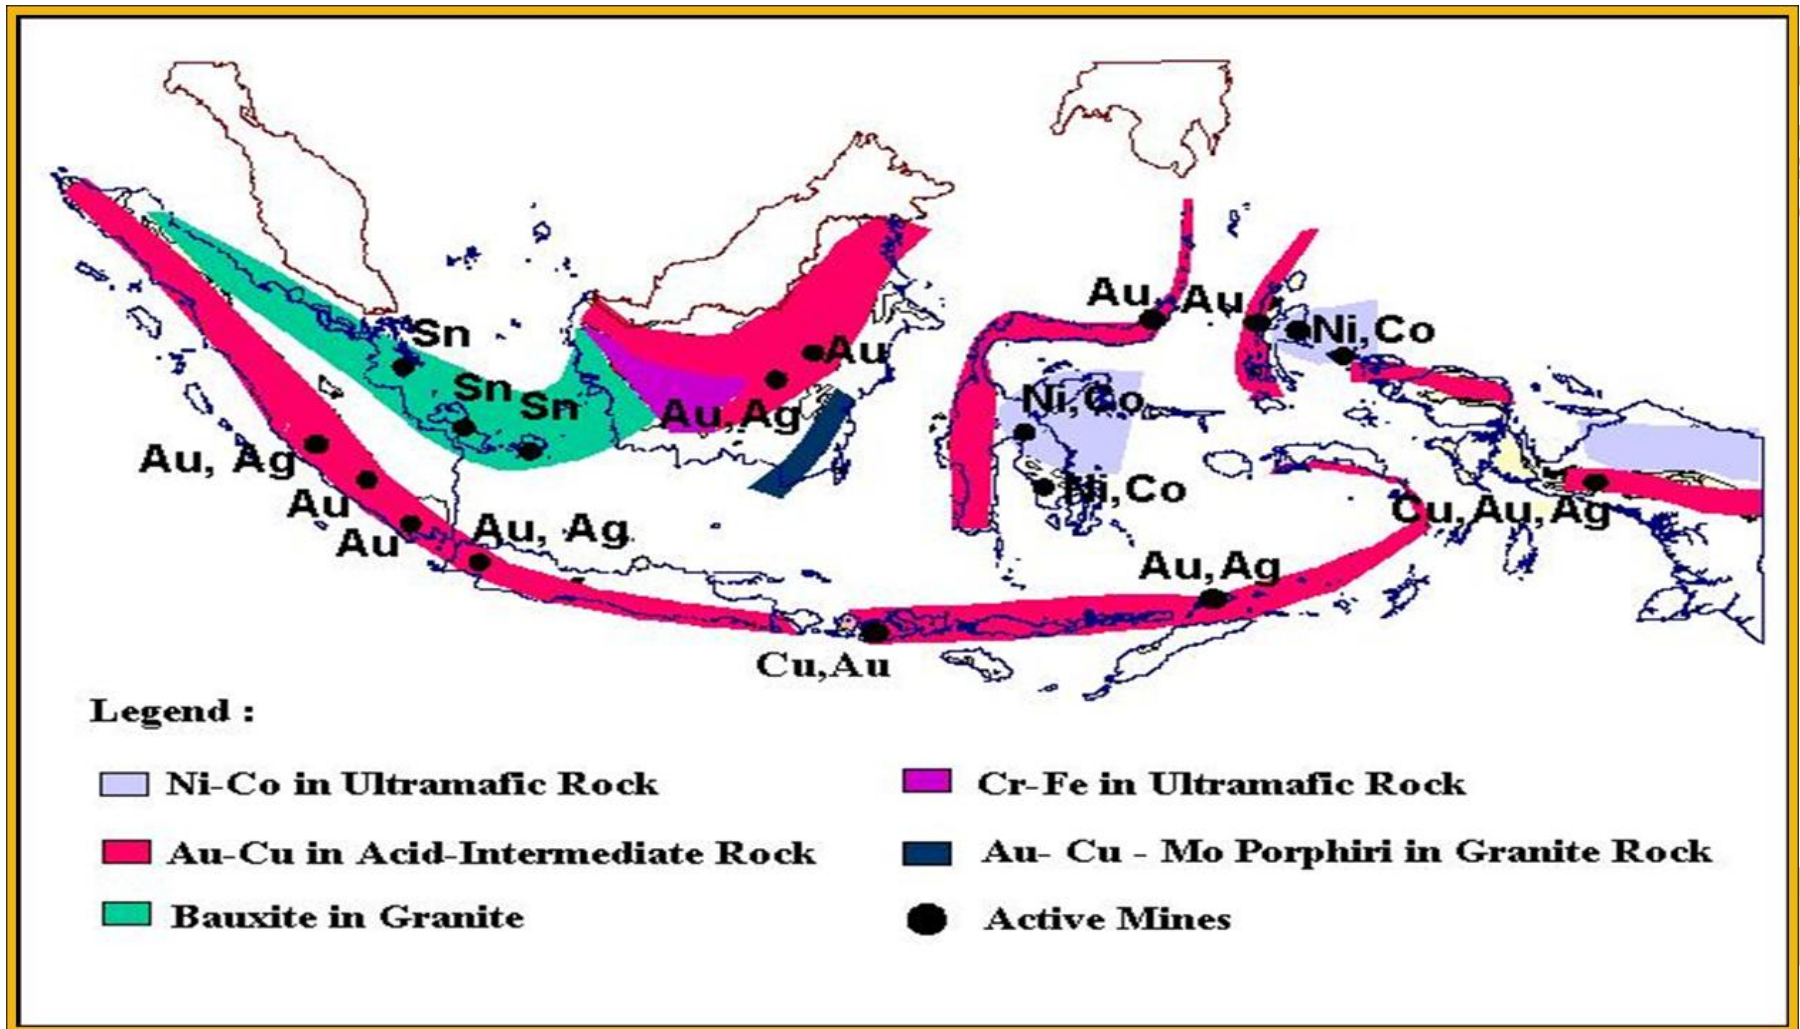 Au
Au
Sn
Ni,Co
Au
Sn
Sn
Ni,Co
Au,Ag
Au, Ag
Ni,Co
Au
Cu,Au,Ag
Au
Au, Ag
Au,Ag
Cu,Au
Legend :
Ni-Co in Ultramafic Rock
Cr-Fe in Ultramafic Rock
Au-Cu in Acid-Intermediate Rock
Au- Cu - Mo Porphiri in Granite Rock
Bauxite in Granite
Active Mines